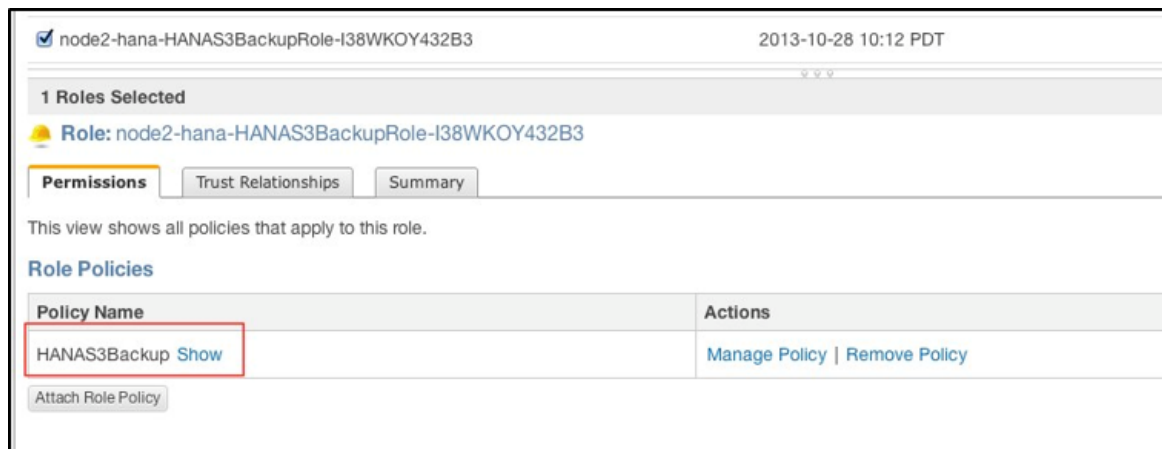 node2-hana-HANAS3BackupRole-I38WKOY432B3 2013-10-28 10:12 PDT
1 Roles Selected
Role: node2-hana-HANAS3BackupRole-I38WKOY432B3
Permissions Trust Relationships Summary
This view shows all policies that apply to this role.
Role Policies
Policy Name Actions
HANAS3Backup Show Manage Policy | Remove Policy
Attach Role Policy